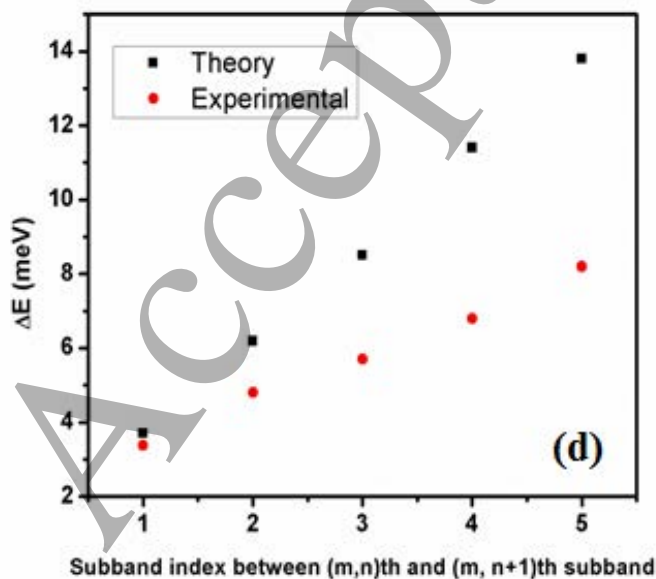 Accep
14
Theory
Experimental
12
10
8
6
4
2
ΔE (meV)
(d)
1 2 3 4 5
Subband index between (m,n)th and (m, n+1)th subband